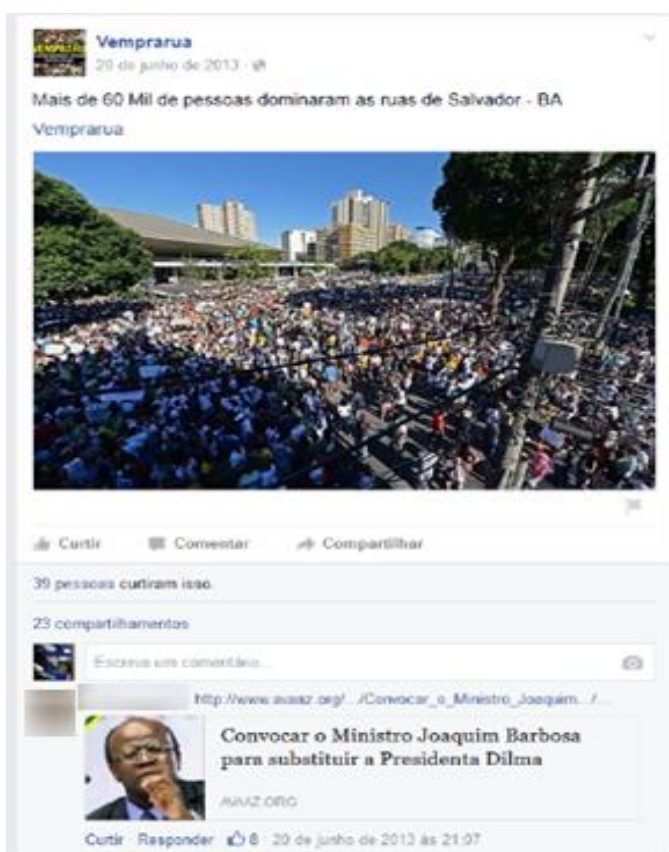 Vemprarua
20 de junho de 2013
Mais de 60 Mil de pessoas dominaram as ruas de Salvador - BA
Vemprarua
Curtir Comentar Compartilhar
39 pessoas curtiram isso.
23 compartilhamentos
Escreva um comentário...
http://www.avaaz.org/.../Convocar_o_Ministro_Joaquim.../...
Convocar o Ministro Joaquim Barbosa
para substituir a Presidenta Dilma
AVAAZ.ORG
Curtir · Responder · 8 · 20 de junho de 2013 às 21:07